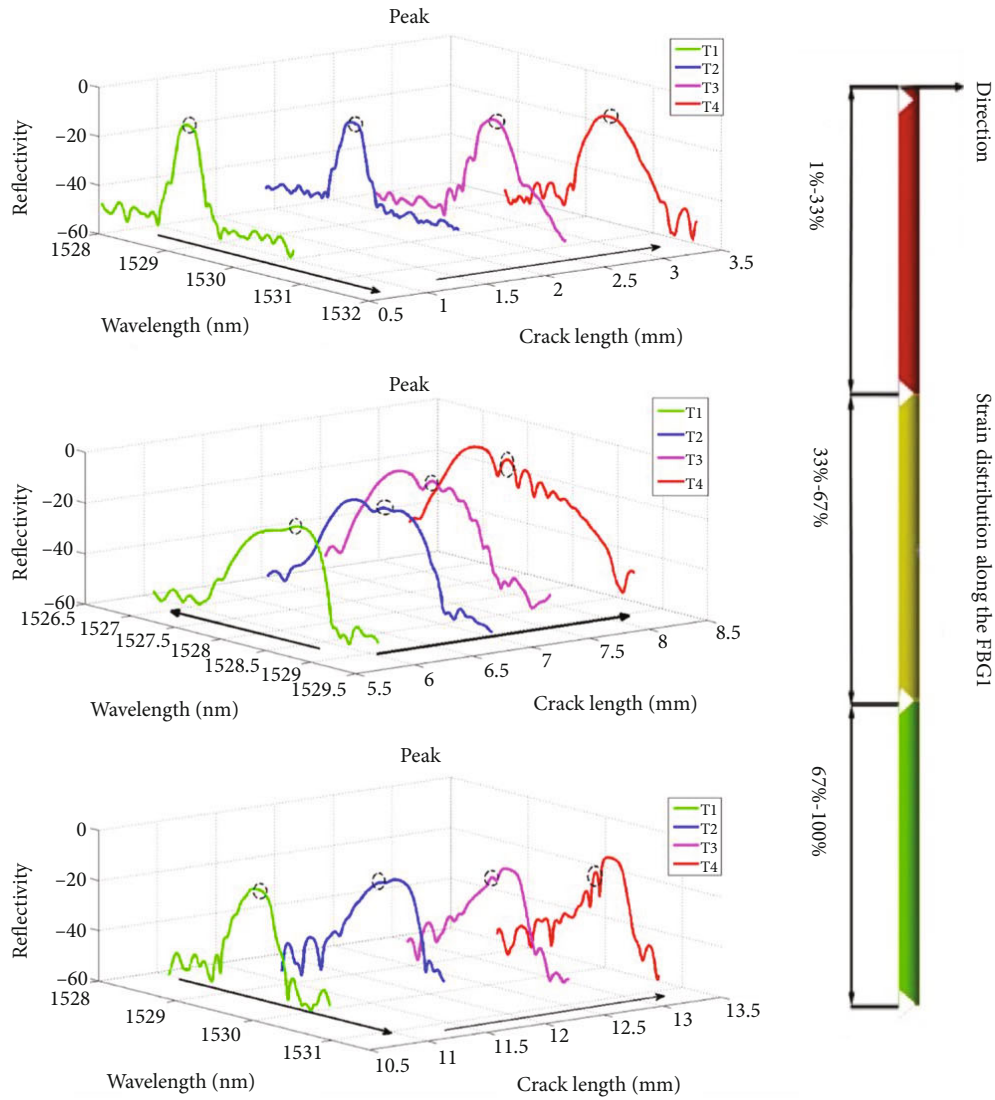 Peak
T1
T2
T3
T4
0
−20
−40
−60
Reflectivity
1528
1529
1530
1531
1532
Wavelength (nm)
0.5
1
1.5
2
2.5
3
3.5
Crack length (mm)
Peak
T1
T2
T3
T4
0
−20
−40
−60
Reflectivity
1526.5
1527
1527.5
1528
1528.5
1529
1529.5
Wavelength (nm)
5.5
6
6.5
7
7.5
8
8.5
Crack length (mm)
Peak
T1
T2
T3
T4
0
−20
−40
−60
Reflectivity
1528
1529
1530
1531
Wavelength (nm)
10.5
11
11.5
12
12.5
13
13.5
Crack length (mm)
Direction
1%-33%
33%-67%
67%-100%
Strain distribution along the FBG1